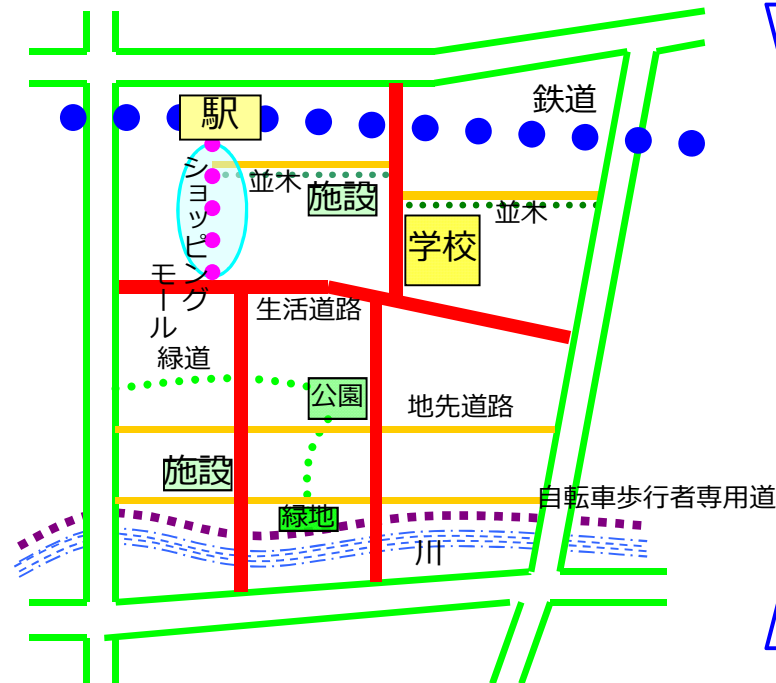 鉄道
駅
ショッピング
モール
並木
施設
並木
学校
生活道路
緑道
公園
地先道路
施設
自転車歩行者専用道
緑地
川